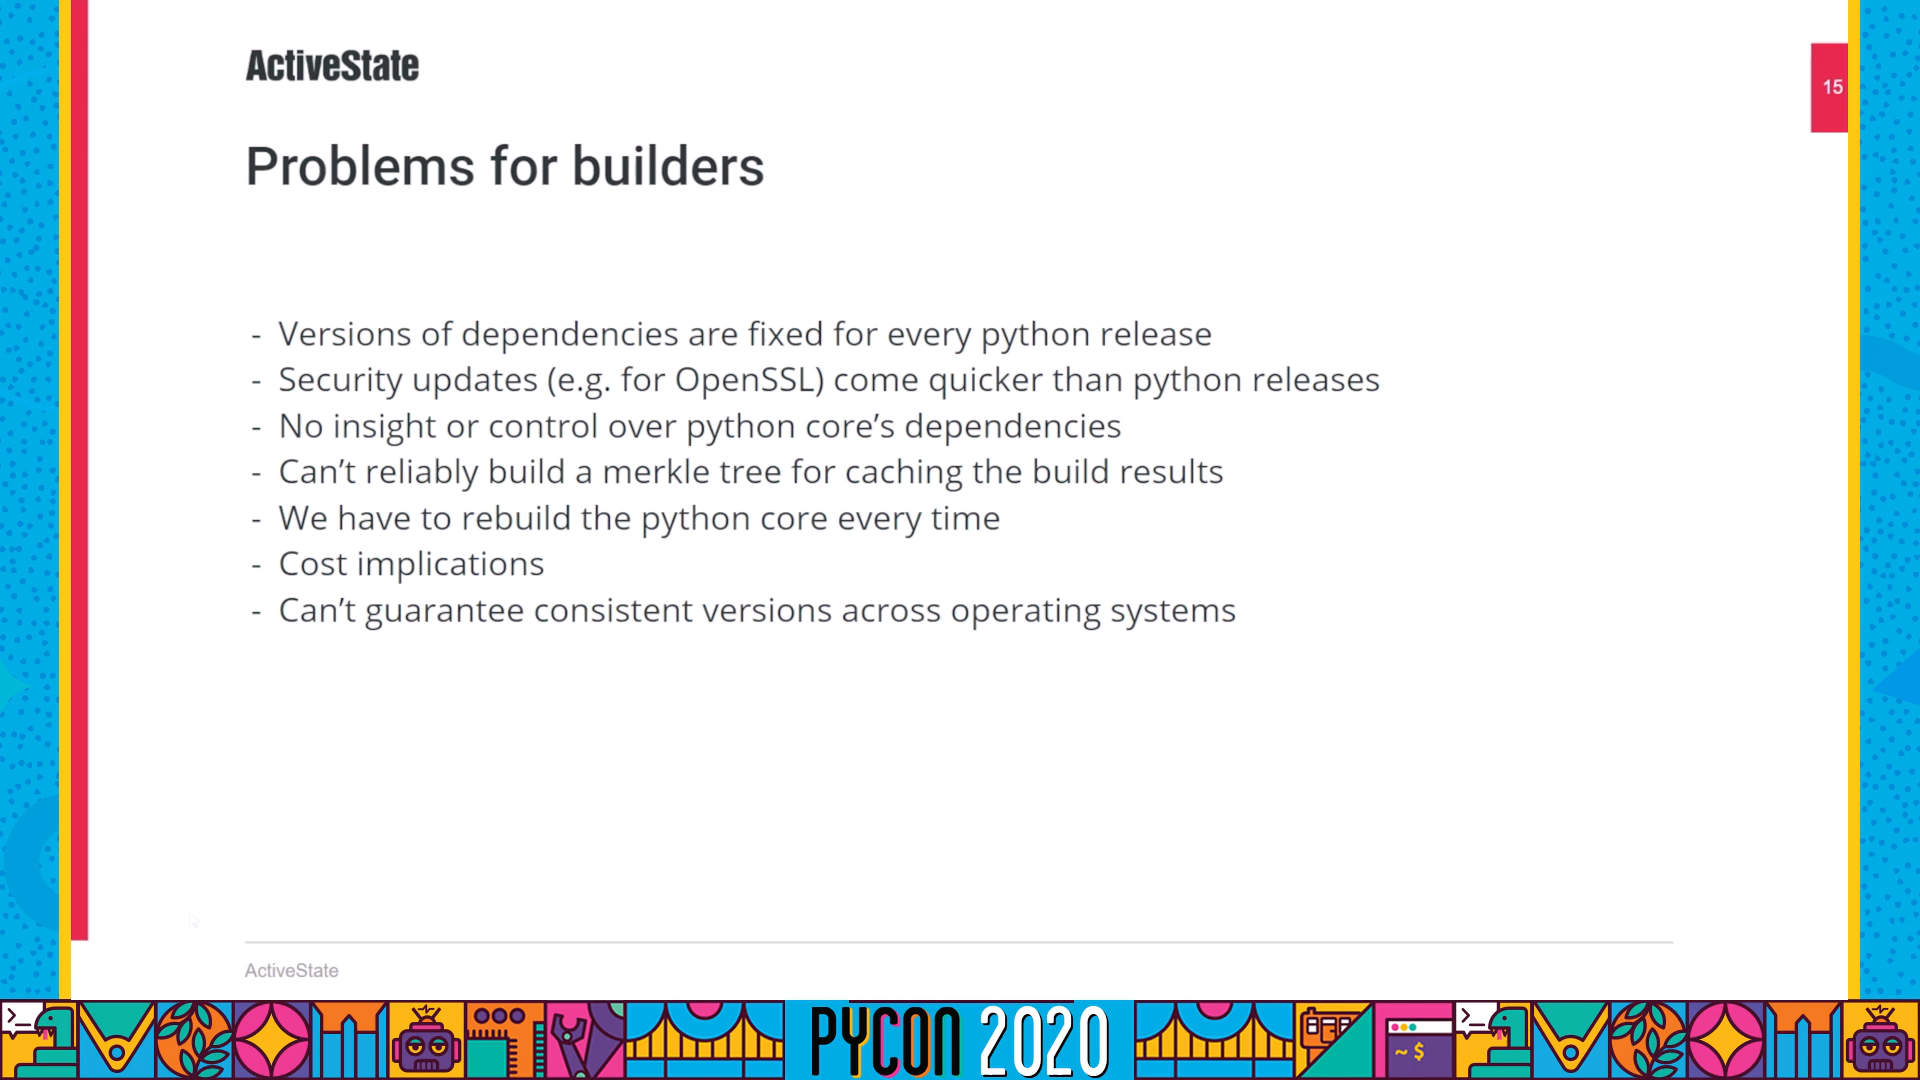 ActiveState
15
Problems for builders
- Versions of dependencies are fixed for every python release
- Security updates (e.g. for OpenSSL) come quicker than python releases
- No insight or control over python core’s dependencies
- Can’t reliably build a merkle tree for caching the build results
- We have to rebuild the python core every time
- Cost implications
- Can’t guarantee consistent versions across operating systems
ActiveState
PYCON 2020
~ $